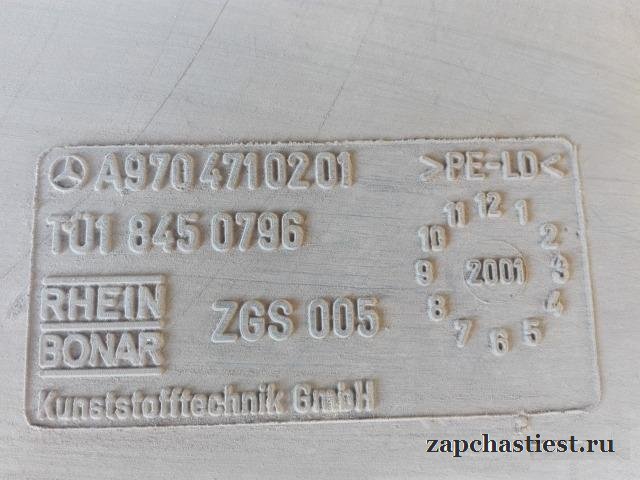 A970 471 02 01
>PE-LD<
TÜ1 845 0796
12
1
2
3
4
5
6
7
8
9
10
11
2001
RHEIN
BONAR
ZGS 005
Kunststofftechnik GmbH
zapchastiest.ru